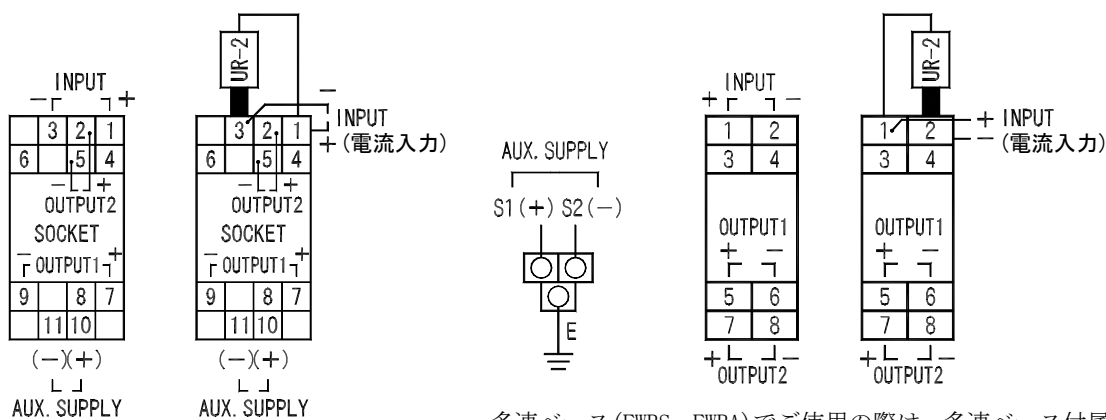 INPUT
− +
3 2 1
6 5 4
− +
OUTPUT2
SOCKET
− OUTPUT1 +
9 8 7
11 10
(−)(+)
AUX. SUPPLY
UR-2
− INPUT
+ (電流入力)
3 2 1
6 5 4
− +
OUTPUT2
SOCKET
− OUTPUT1 +
9 8 7
11 10
(−)(+)
AUX. SUPPLY
AUX. SUPPLY
S1(+) S2(−)
E
INPUT
+ −
1 2
3 4
OUTPUT1
+ −
5 6
7 8
+ −
OUTPUT2
UR-2
+ INPUT
− (電流入力)
1 2
3 4
OUTPUT1
+ −
5 6
7 8
+ −
OUTPUT2